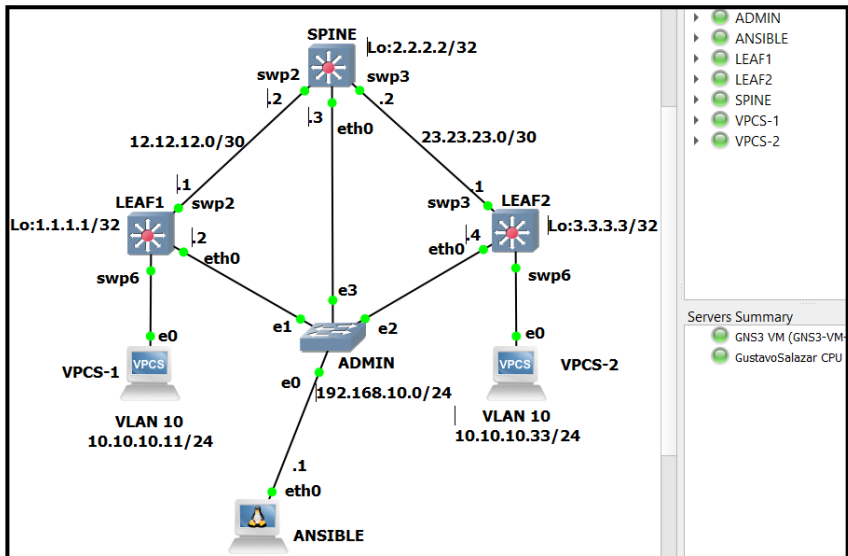 SPINE
Lo:2.2.2.2/32
swp2
swp3
.2
.3
.2
eth0
12.12.12.0/30
23.23.23.0/30
.1
.1
LEAF1
swp2
swp3
LEAF2
Lo:1.1.1.1/32
.2
eth0
.4
eth0
Lo:3.3.3.3/32
swp6
swp6
e3
e1
e2
e0
e0
VPCS
VPCS
VPCS-1
ADMIN
VPCS-2
e0
192.168.10.0/24
VLAN 10
10.10.10.11/24
VLAN 10
10.10.10.33/24
.1
eth0
ANSIBLE
ADMIN
ANSIBLE
LEAF1
LEAF2
SPINE
VPCS-1
VPCS-2
Servers Summary
GNS3 VM (GNS3-VM-
GustavoSalazar CPU